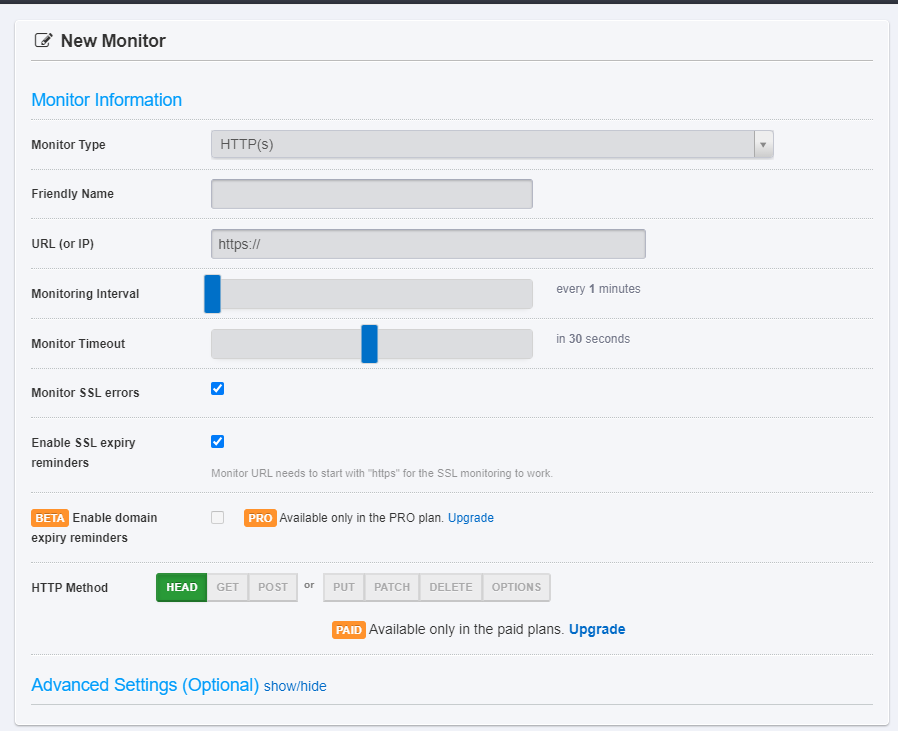 New Monitor
Monitor Information
Monitor Type
HTTP(s)
Friendly Name
URL (or IP)
https://
Monitoring Interval
every 1 minutes
Monitor Timeout
in 30 seconds
Monitor SSL errors
Enable SSL expiry
reminders
Monitor URL needs to start with "https" for the SSL monitoring to work.
BETA Enable domain
expiry reminders
PRO Available only in the PRO plan. Upgrade
HTTP Method
HEAD GET POST or PUT PATCH DELETE OPTIONS
PAID Available only in the paid plans. Upgrade
Advanced Settings (Optional) show/hide